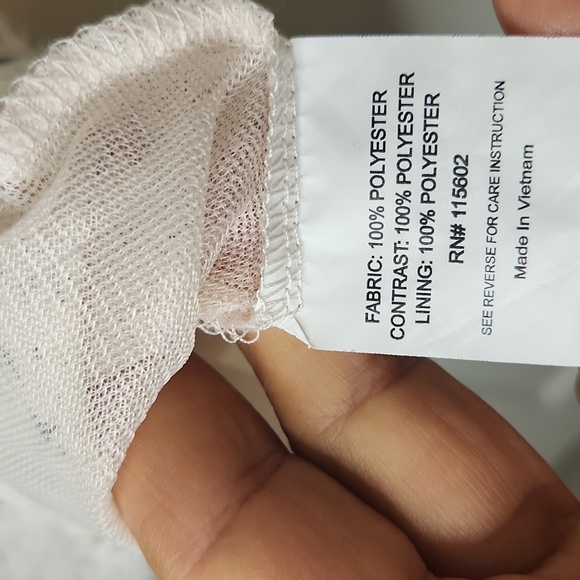 FABRIC: 100% POLYESTER
CONTRAST: 100% POLYESTER
LINING: 100% POLYESTER
RN# 115602
SEE REVERSE FOR CARE INSTRUCTION
Made In Vietnam